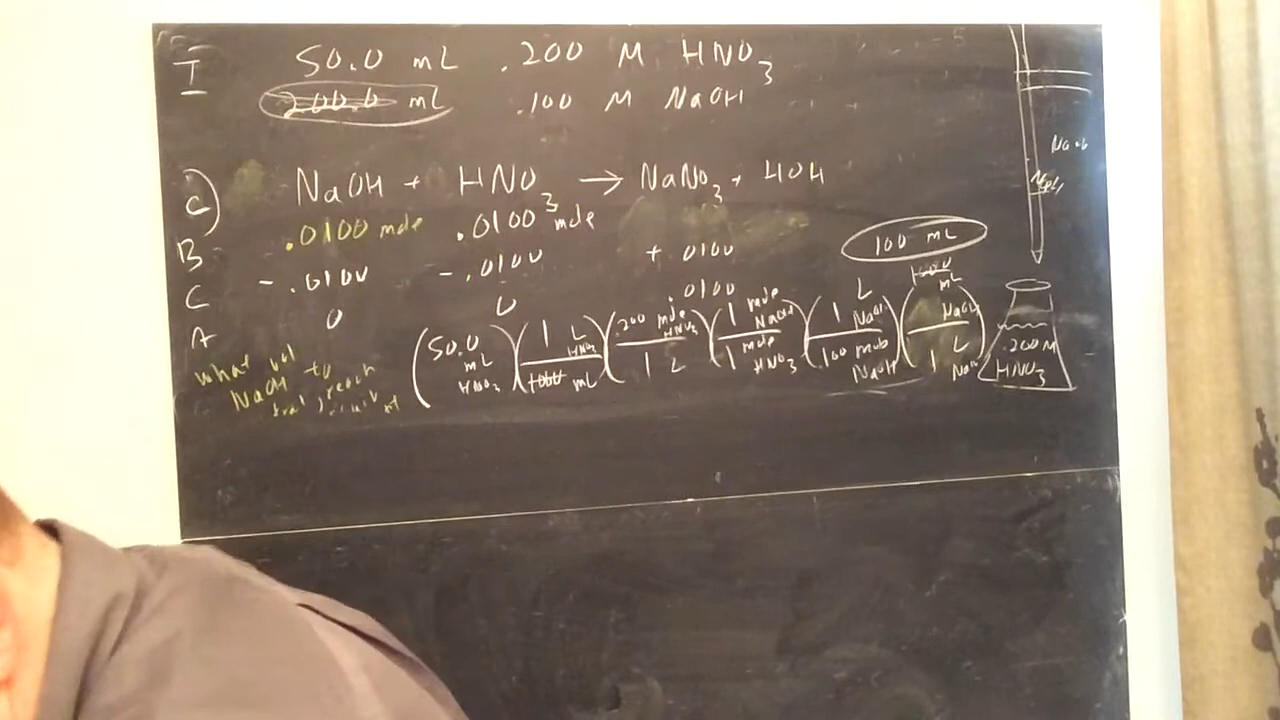 I 50.0 mL .200 M HNO3
200.0 mL .100 M NaOH
C) NaOH + HNO3 → NaNO3 + HOH
B .0100 mole .0100 mole
C - .0100 - .0100 + .0100
A 0 0 .0100
100 mL
what vol
NaOH to
reach
(50.0 mL HNO3)(1 L HNO3 / 1000 mL)(.200 mole HNO3 / 1 L)(1 mole NaOH / 1 mole HNO3)(1 L NaOH / .100 mole NaOH)(1000 mL NaOH / 1 L NaOH)
.200 M
HNO3